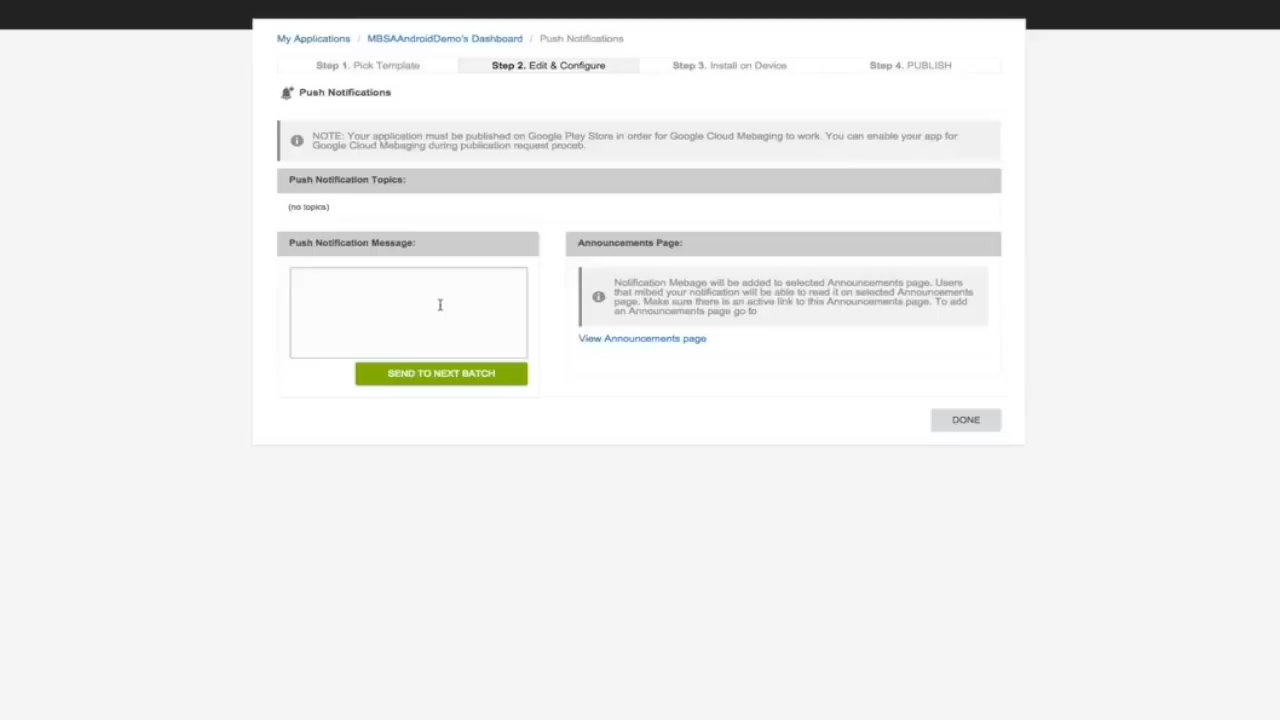 My Applications / MBSAAndroidDemo's Dashboard / Push Notifications
Step 1. Pick Template
Step 2. Edit & Configure
Step 3. Install on Device
Step 4. PUBLISH
Push Notifications
NOTE: Your application must be published on Google Play Store in order for Google Cloud Mebaging to work. You can enable your app for
Google Cloud Mebaging during publication request proceb.
Push Notification Topics:
(no topics)
Push Notification Message:
SEND TO NEXT BATCH
Announcements Page:
Notification Mebage will be added to selected Announcements page. Users
that mibed your notification will be able to read it on selected Announcements
page. Make sure there is an active link to this Announcements page. To add
an Announcements page go to
View Announcements page
DONE